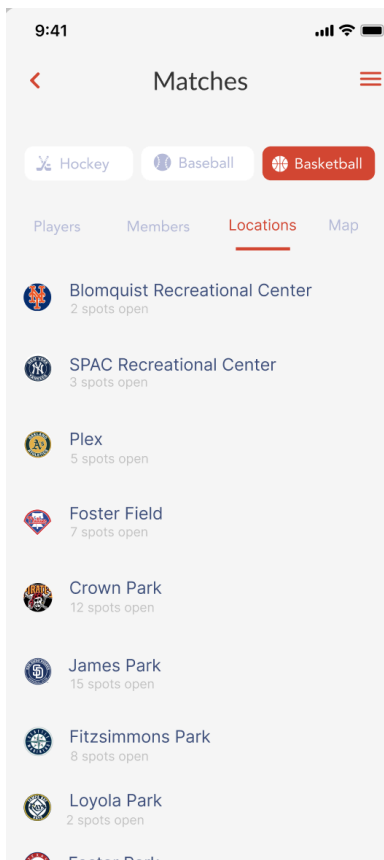 9:41
Matches
Hockey
Baseball
Basketball
Players
Members
Locations
Map
Blomquist Recreational Center
2 spots open
SPAC Recreational Center
3 spots open
Plex
5 spots open
Foster Field
7 spots open
Crown Park
12 spots open
James Park
15 spots open
Fitzsimmons Park
8 spots open
Loyola Park
2 spots open